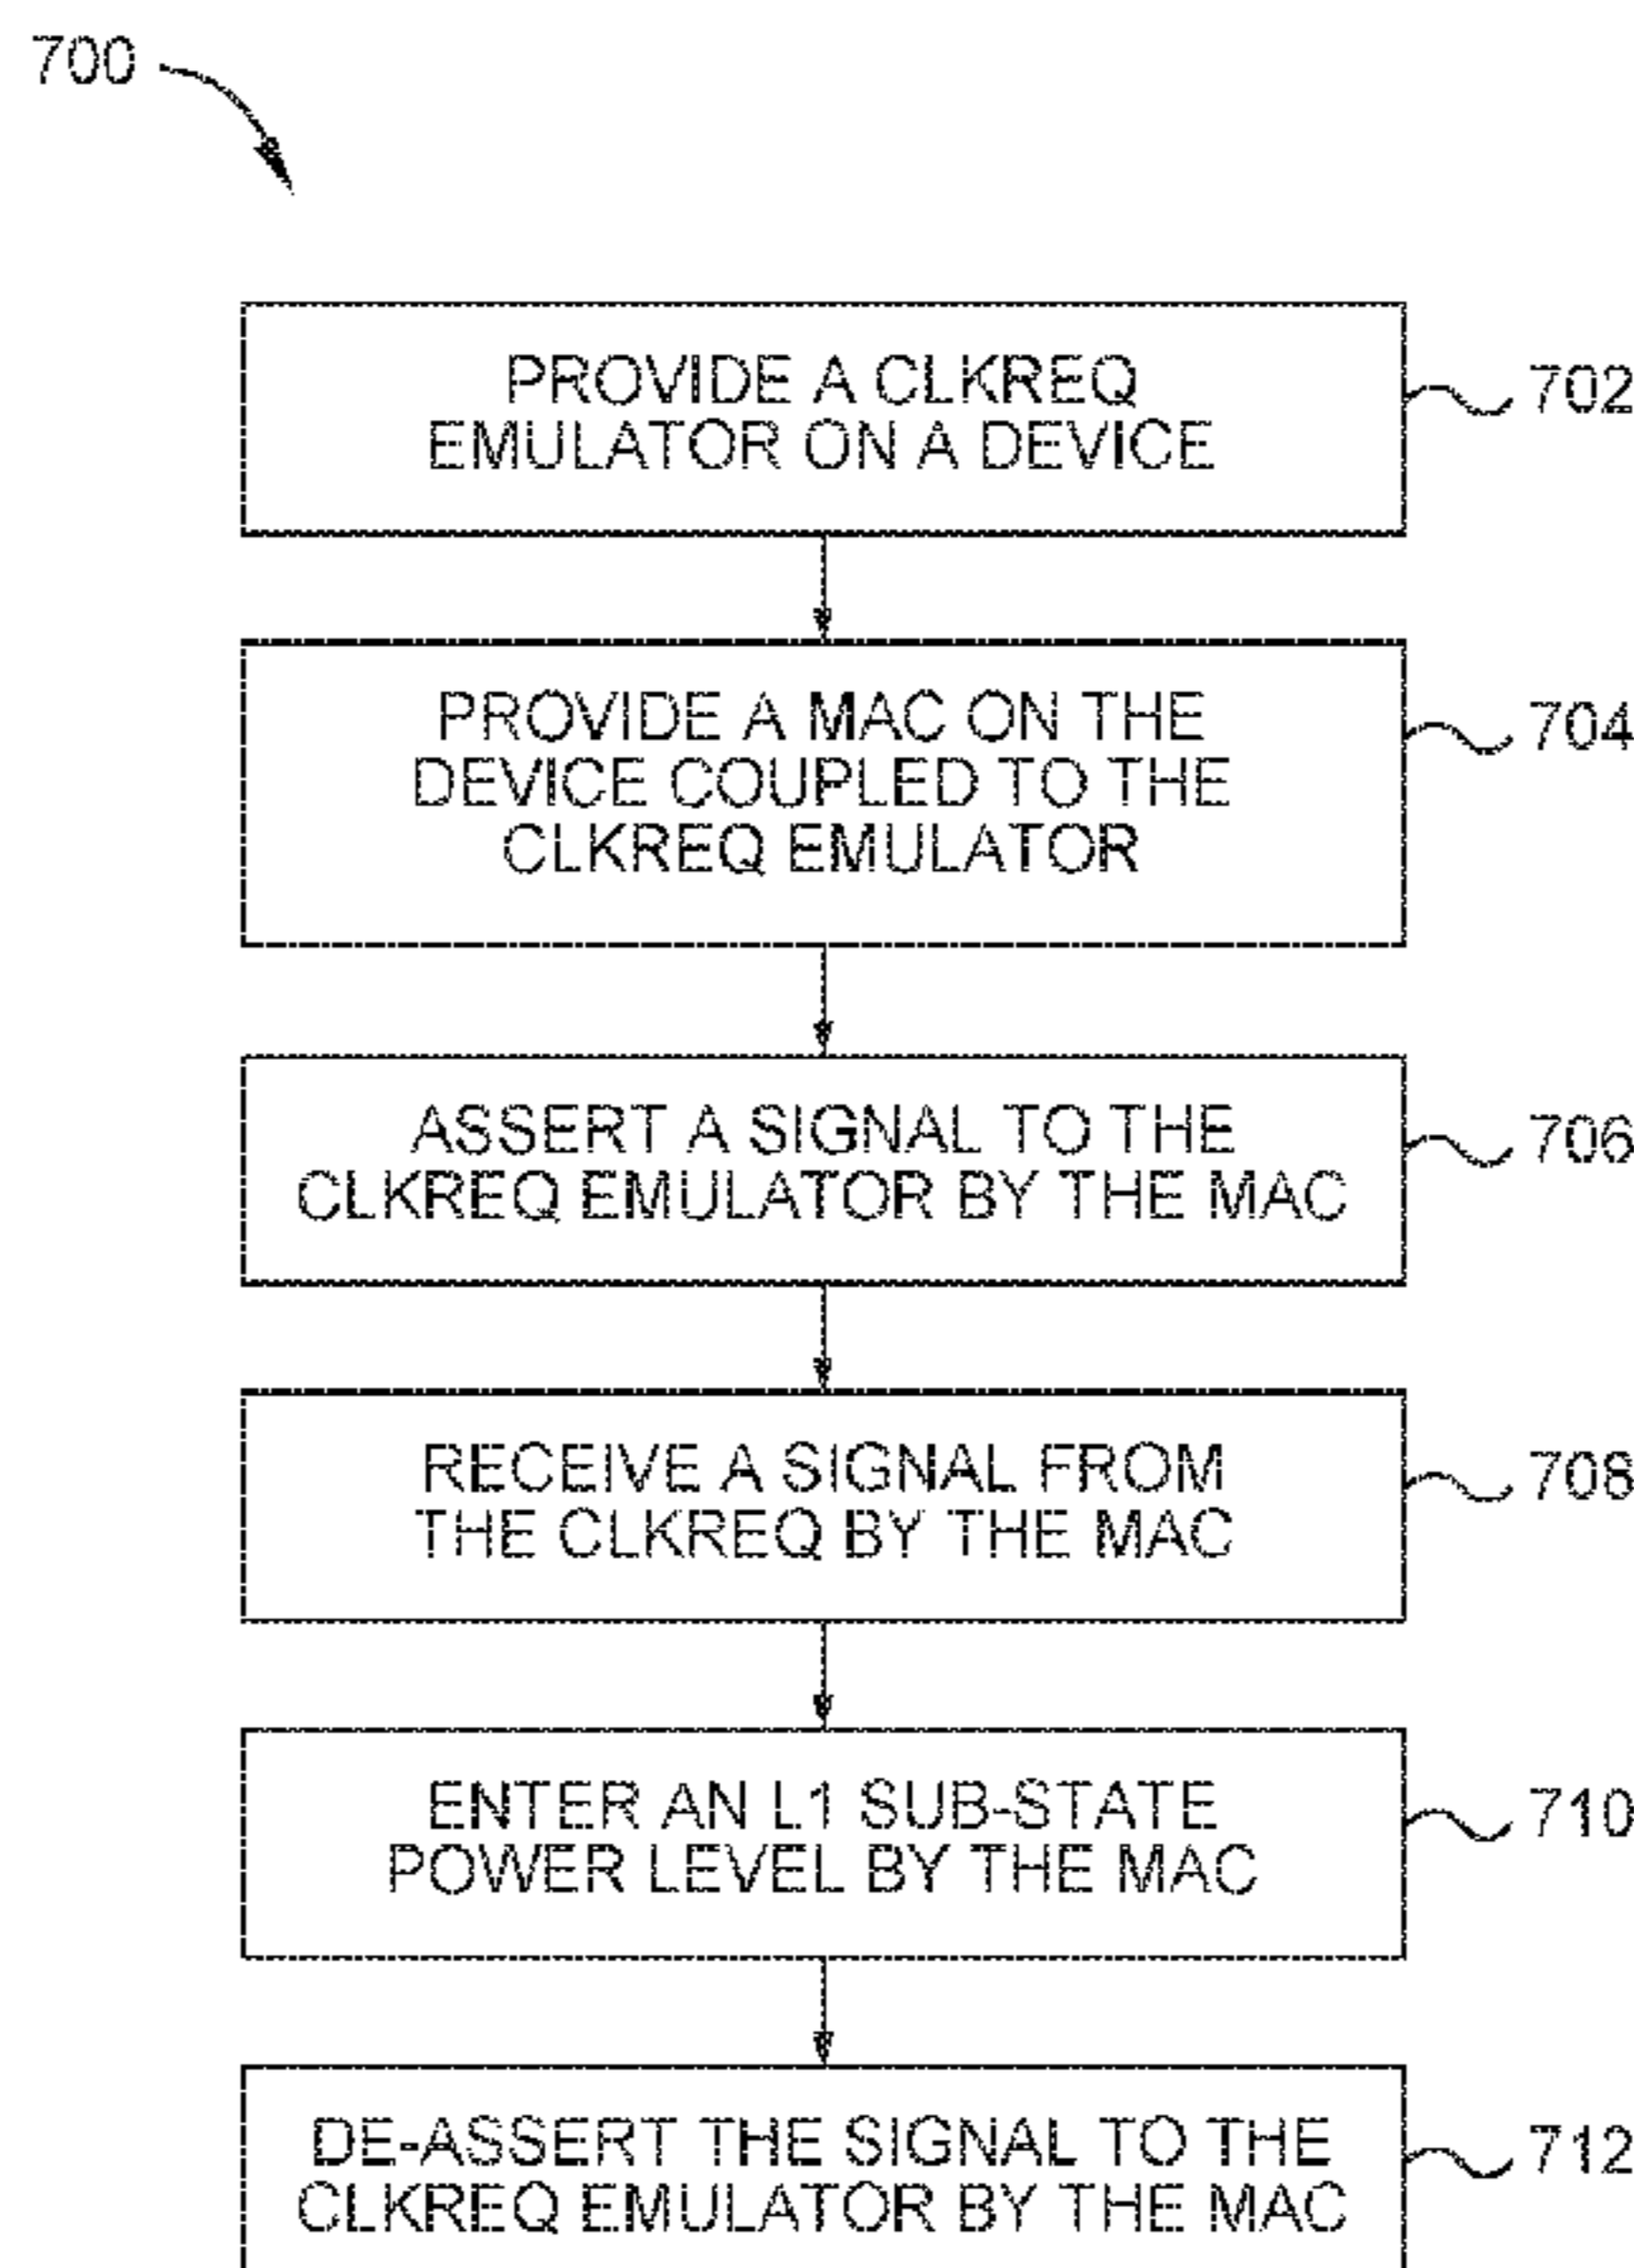 700
PROVIDE A CLKREQ
EMULATOR ON A DEVICE
702
PROVIDE A MAC ON THE
DEVICE COUPLED TO THE
CLKREQ EMULATOR
704
ASSERT A SIGNAL TO THE
CLKREQ EMULATOR BY THE MAC
706
RECEIVE A SIGNAL FROM
THE CLKREQ BY THE MAC
708
ENTER AN L1 SUB-STATE
POWER LEVEL BY THE MAC
710
DE-ASSERT THE SIGNAL TO THE
CLKREQ EMULATOR BY THE MAC
712